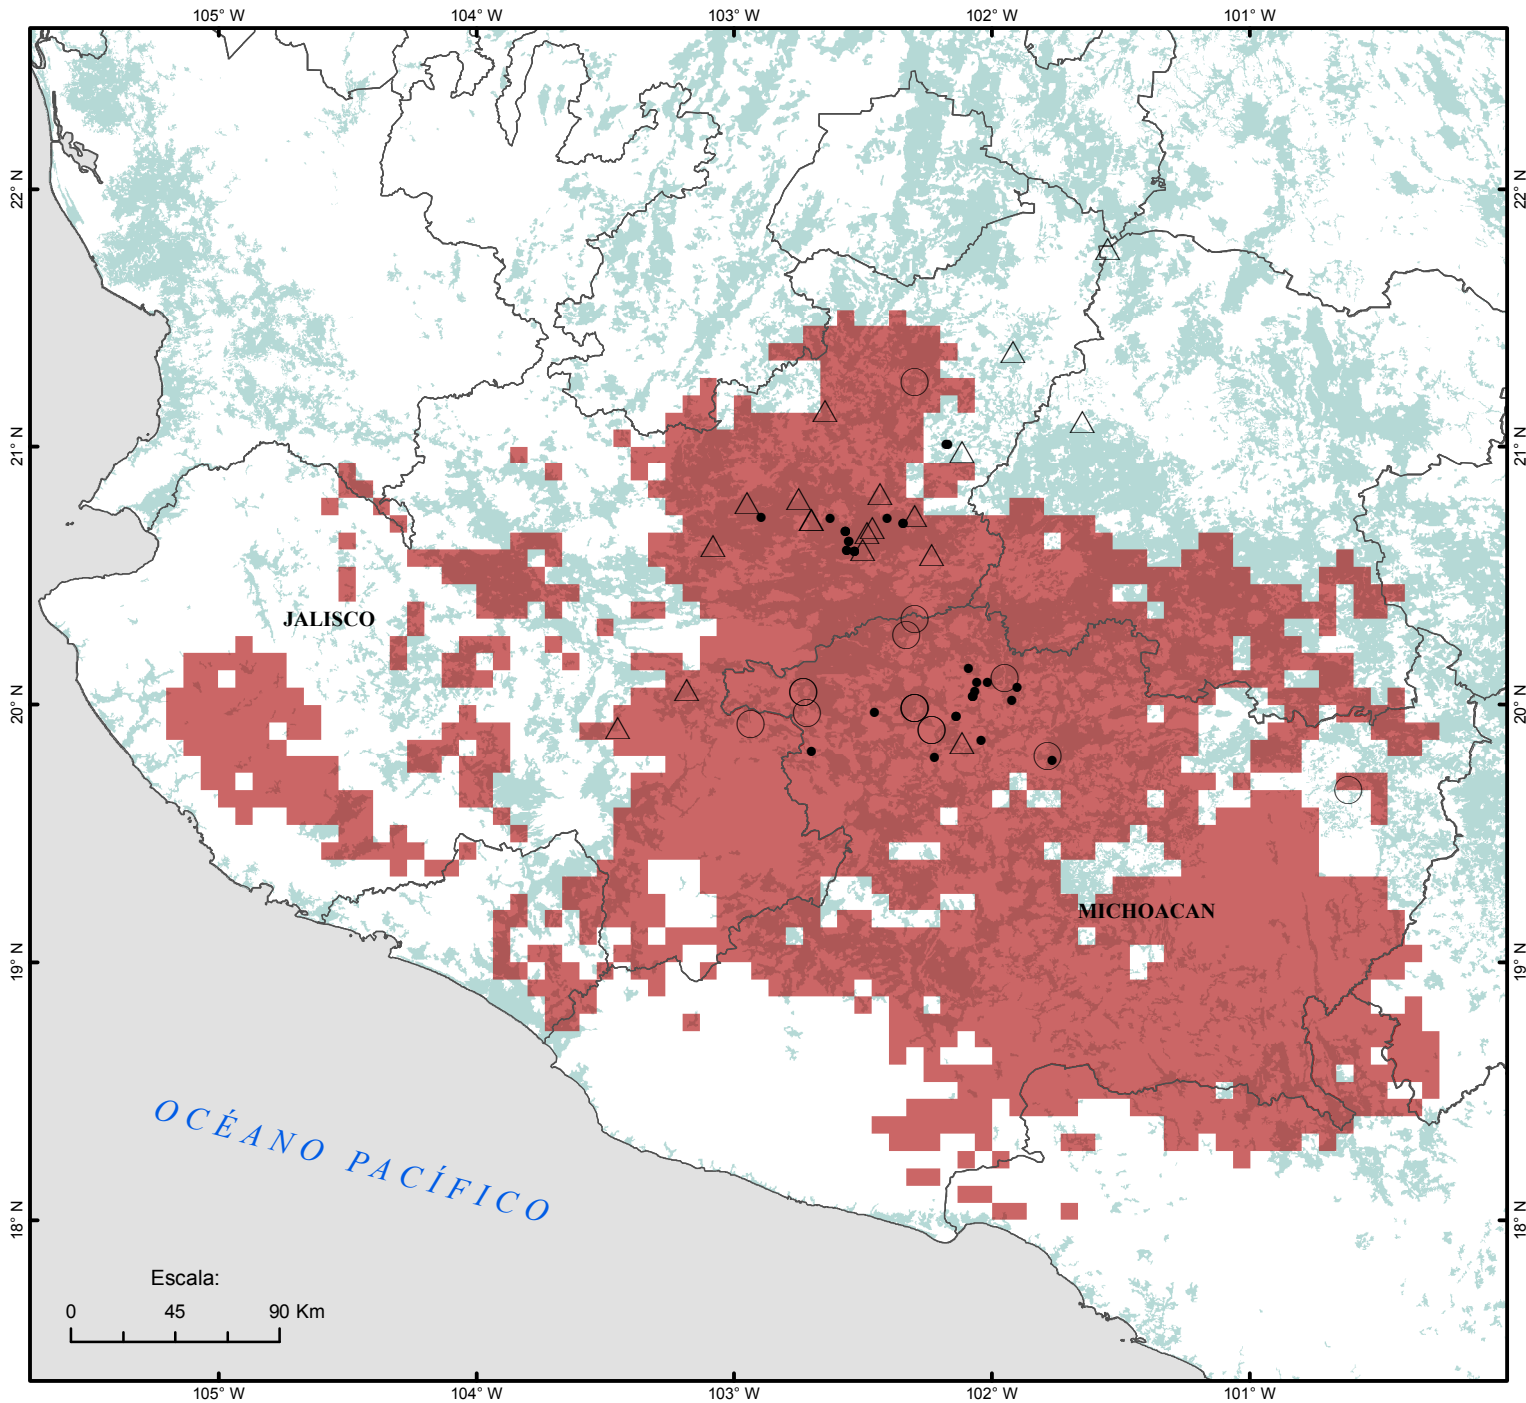 105° W 104° W 103° W 102° W 101° W
22° N 22° N
21° N 21° N
JALISCO
20° N 20° N
MICHOACAN
19° N 19° N
OCÉANO PACÍFICO
18° N 18° N
Escala:
0 45 90 Km
105° W 104° W 103° W 102° W 101° W